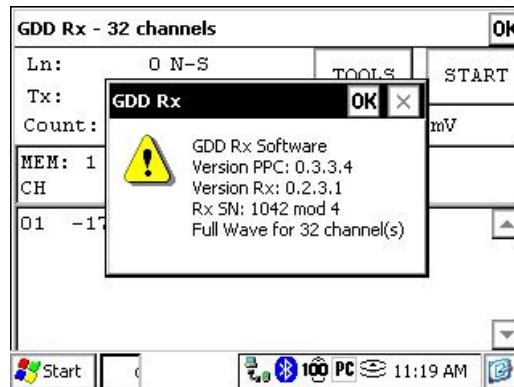 GDD Rx - 32 channels OK
Ln: 0 N-S
TOOLS START
Tx:
GDD Rx OK
Count: mV
GDD Rx Software
Version PPC: 0.3.3.4
MEM: 1
Version Rx: 0.2.3.1
CH
Rx SN: 1042 mod 4
01 -17
Full Wave for 32 channel(s)
Start 100 PC 11:19 AM